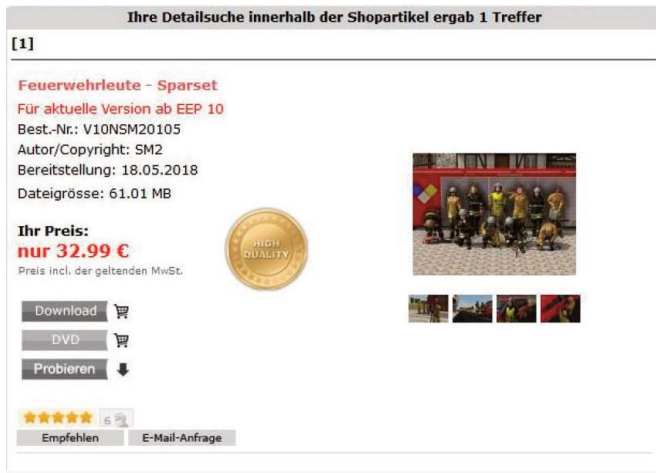 Ihre Detailsuche innerhalb der Shopartikel ergab 1 Treffer
[1]
Feuerwehrleute - Sparset
Für aktuelle Version ab EEP 10
Best.-Nr.: V10NSM20105
Autor/Copyright: SM2
Bereitstellung: 18.05.2018
Dateigrösse: 61.01 MB
Ihr Preis:
nur 32.99 €
Preis incl. der geltenden MwSt.
HIGH
QUALITY
Download
DVD
Probieren
6
Empfehlen E-Mail-Anfrage